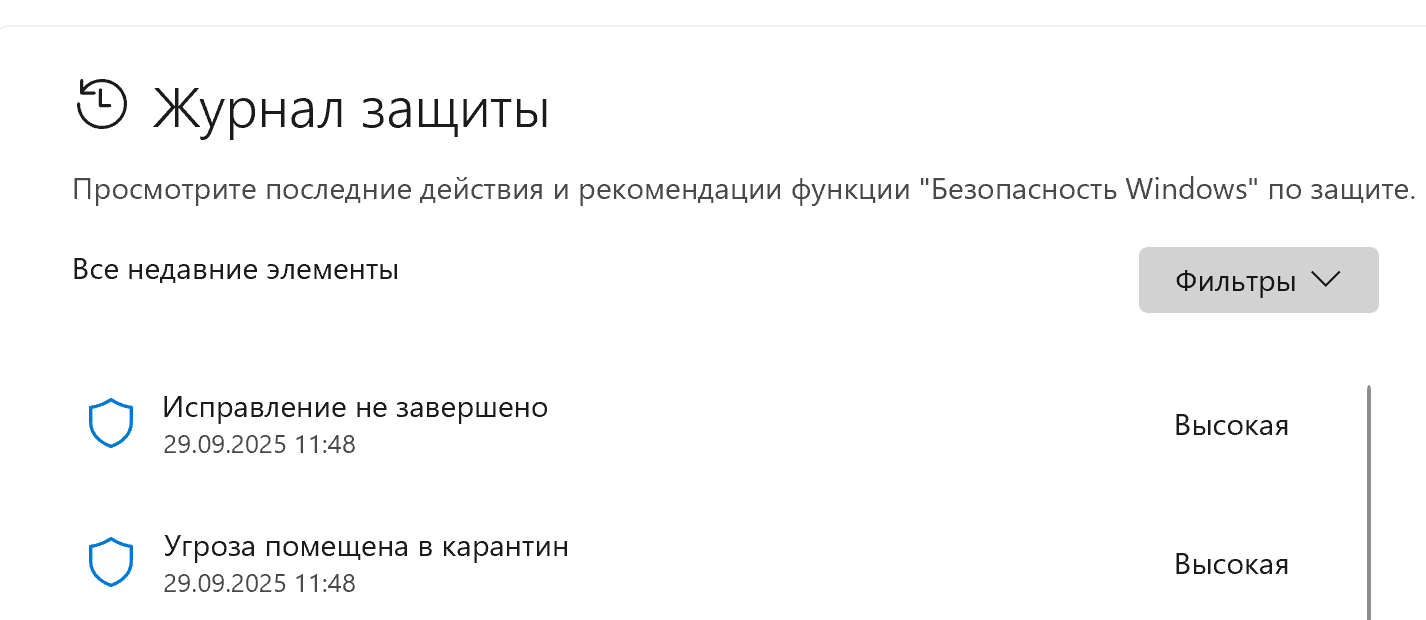 Журнал защиты
Просмотрите последние действия и рекомендации функции "Безопасность Windows" по защите.
Все недавние элементы
Фильтры
Исправление не завершено
29.09.2025 11:48
Высокая
Угроза помещена в карантин
29.09.2025 11:48
Высокая